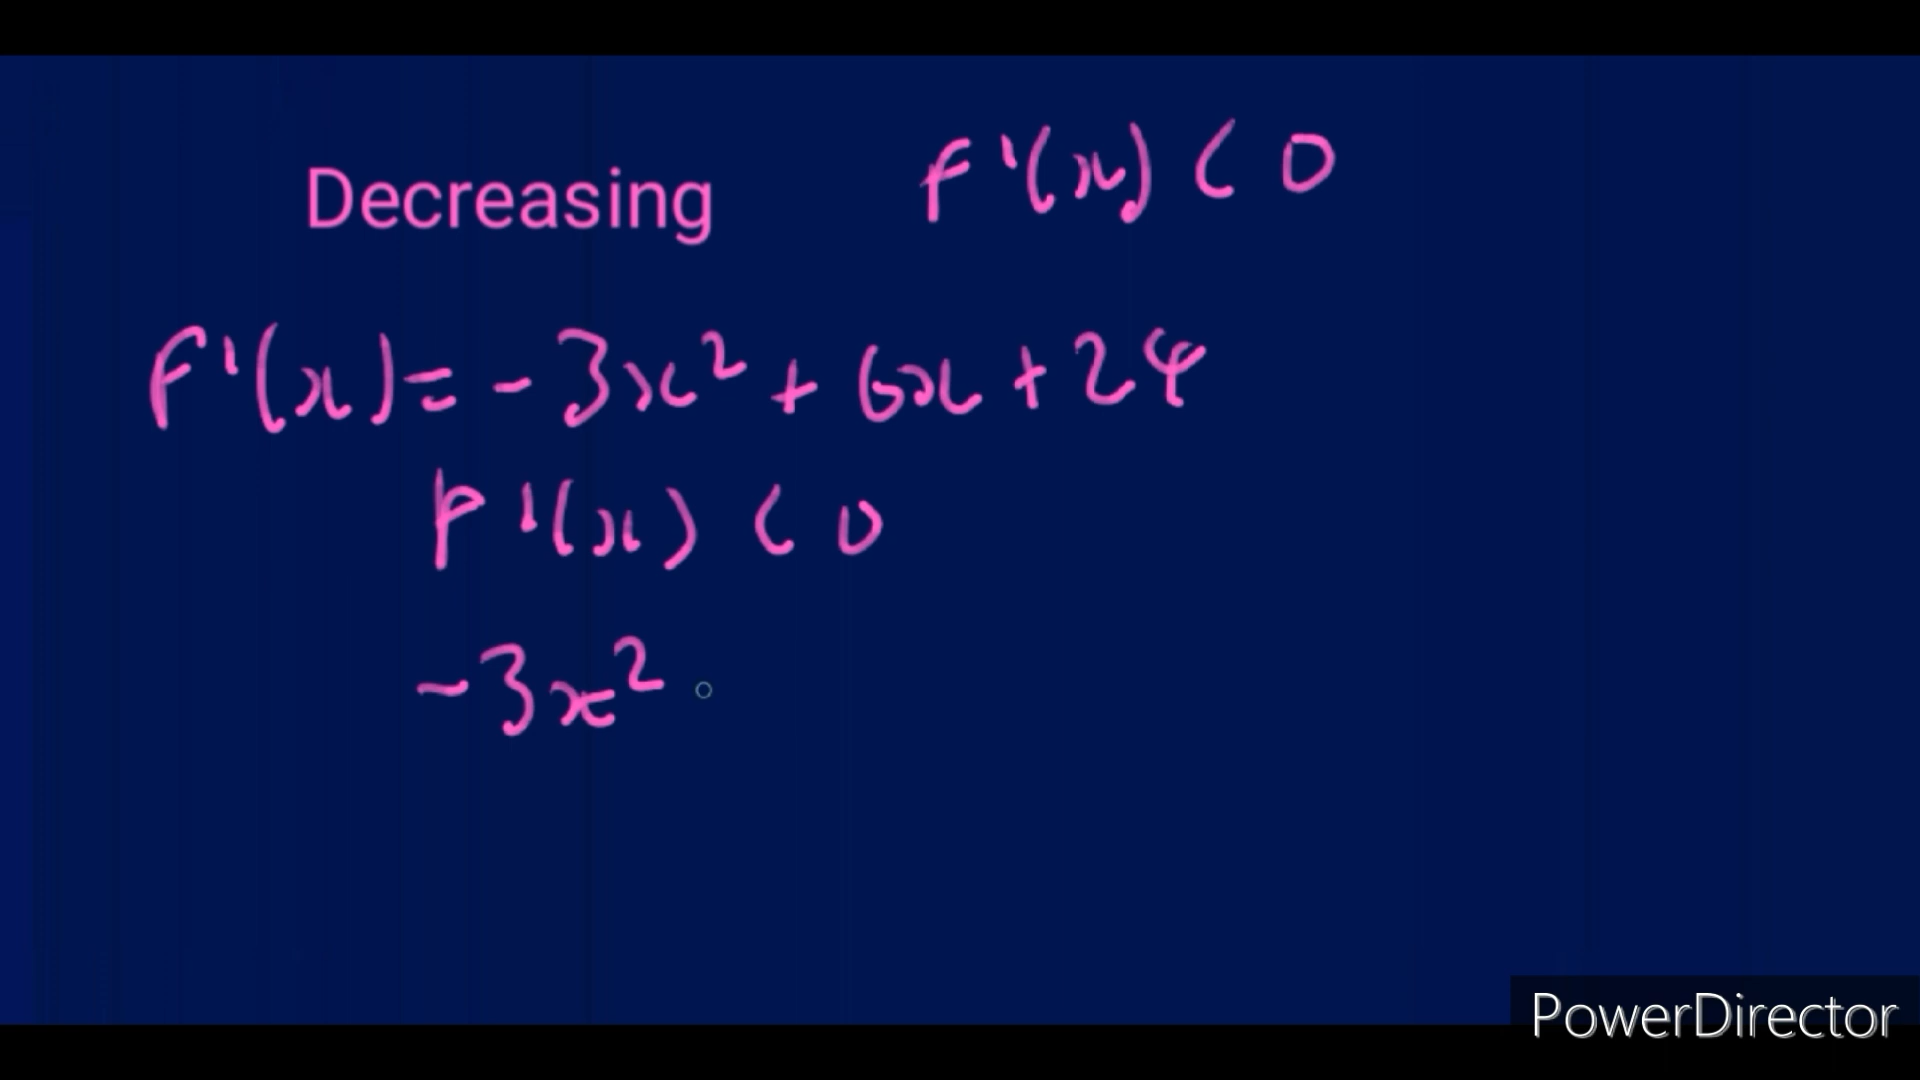 Decreasing f'(x) < 0
f'(x) = -3x² + 6x + 24
f'(x) < 0
-3x²
PowerDirector